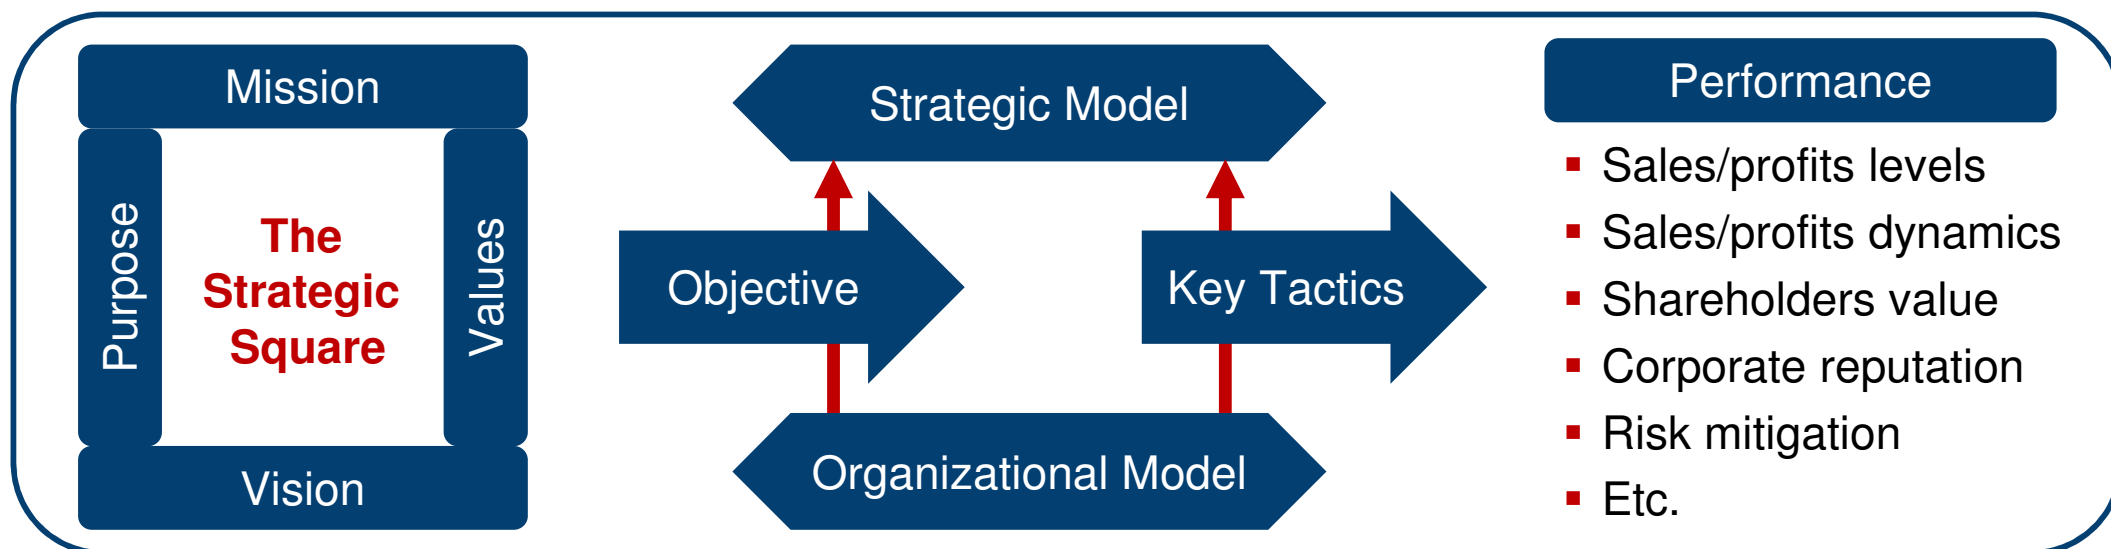 Mission
Purpose
The
Strategic
Square
Values
Vision
Strategic Model
Objective
Key Tactics
Organizational Model
Performance
▪ Sales/profits levels
▪ Sales/profits dynamics
▪ Shareholders value
▪ Corporate reputation
▪ Risk mitigation
▪ Etc.